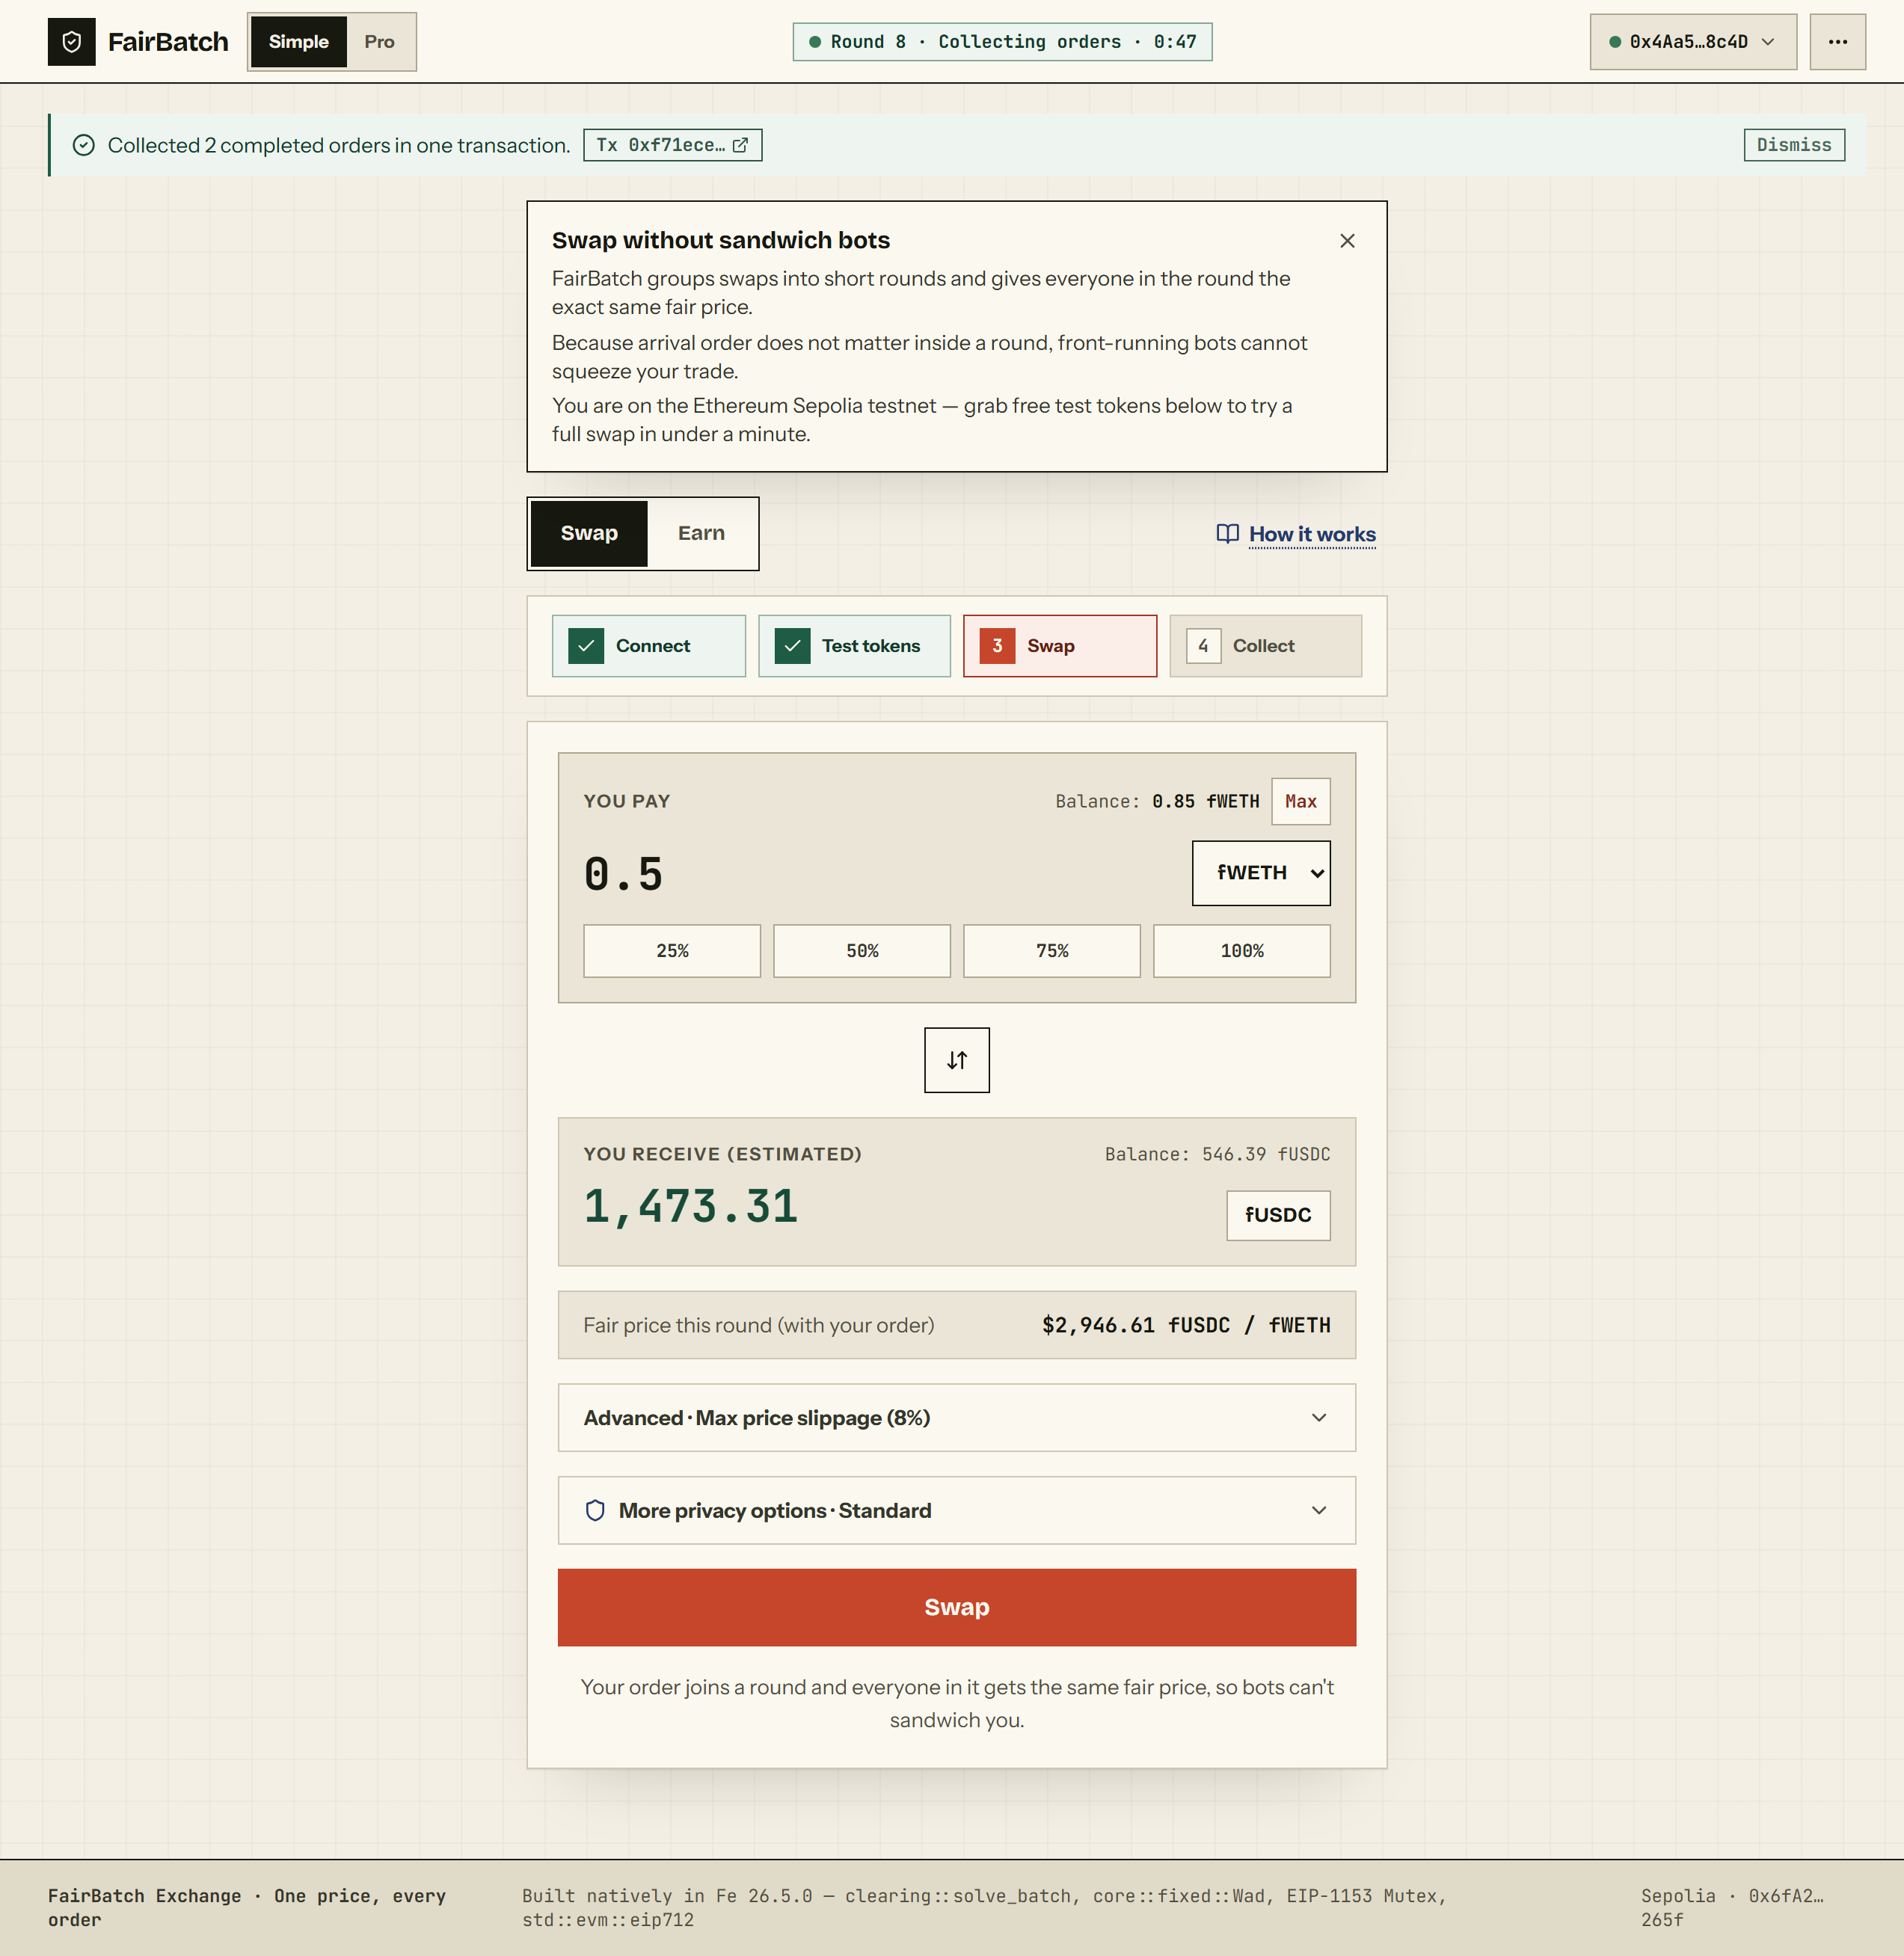 FairBatch
Simple
Pro
Round 8 · Collecting orders · 0:47
0x4Aa5…8c4D
Collected 2 completed orders in one transaction.
Tx 0xf71ece…
Dismiss
Swap without sandwich bots
FairBatch groups swaps into short rounds and gives everyone in the round the
exact same fair price.
Because arrival order does not matter inside a round, front-running bots cannot
squeeze your trade.
You are on the Ethereum Sepolia testnet — grab free test tokens below to try a
full swap in under a minute.
Swap
Earn
How it works
Connect
Test tokens
3 Swap
4 Collect
YOU PAY
Balance: 0.85 fWETH
Max
0.5
fWETH
25%
50%
75%
100%
YOU RECEIVE (ESTIMATED)
Balance: 546.39 fUSDC
1,473.31
fUSDC
Fair price this round (with your order)
$2,946.61 fUSDC / fWETH
Advanced · Max price slippage (8%)
More privacy options · Standard
Swap
Your order joins a round and everyone in it gets the same fair price, so bots can't
sandwich you.
FairBatch Exchange · One price, every
order
Built natively in Fe 26.5.0 — clearing::solve_batch, core::fixed::Wad, EIP-1153 Mutex,
std::evm::eip712
Sepolia · 0x6fA2…
265f